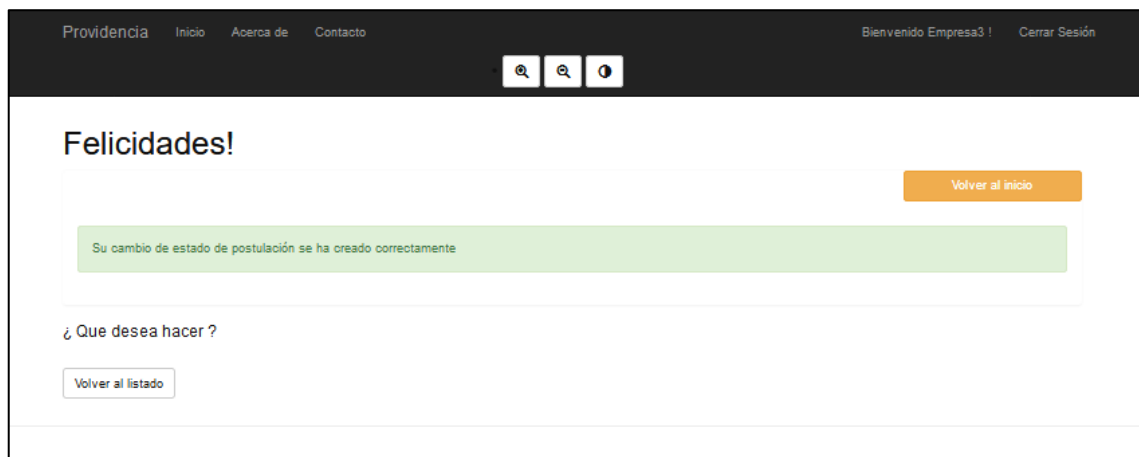 Providencia Inicio Acerca de Contacto Bienvenido Empresa3 ! Cerrar Sesión
Felicidades!
Volver al inicio
Su cambio de estado de postulación se ha creado correctamente
¿ Que desea hacer ?
Volver al listado